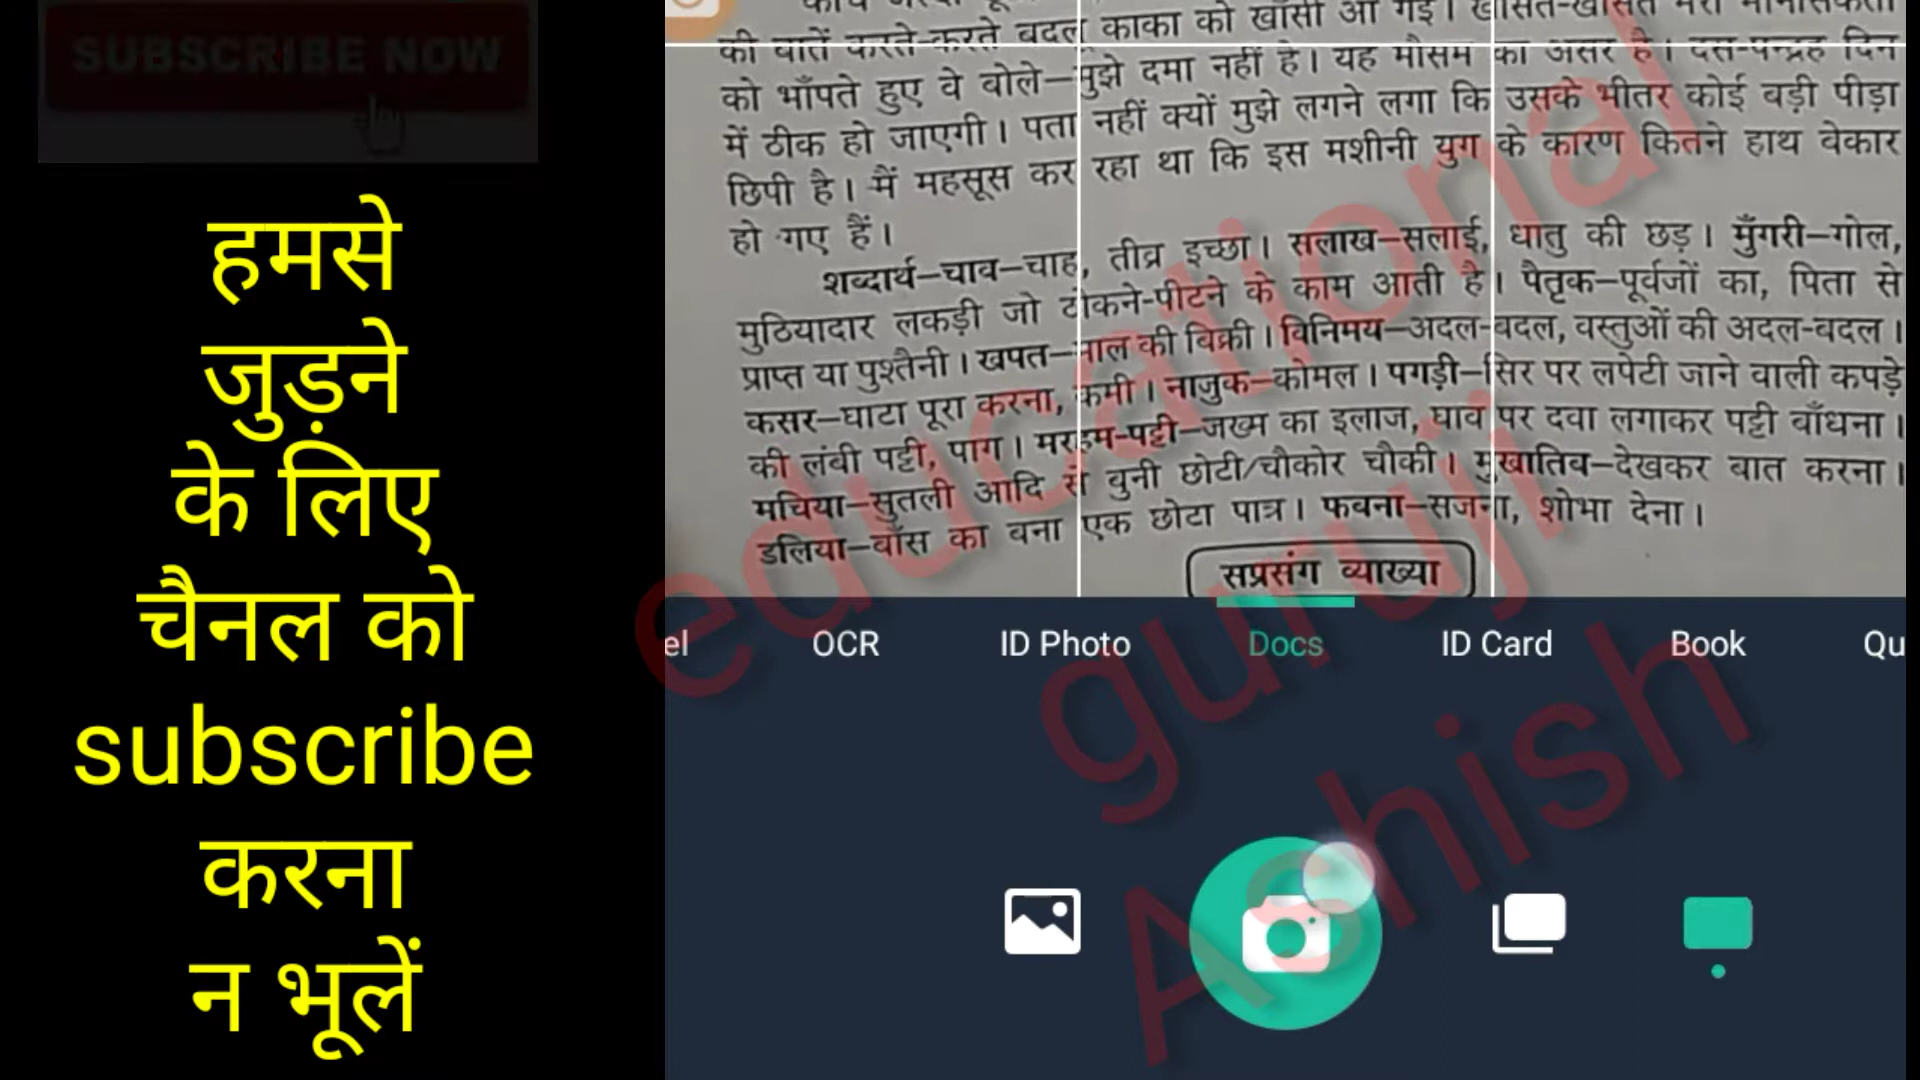 SUBSCRIBE NOW
हमसे
जुड़ने
के लिए
चैनल को
subscribe
करना
न भूलें
की बातें करते-करते बदलू काका को खाँसी आ गई।
को भाँपते हुए वे बोले—मुझे दमा नहीं है। यह मौसम का असर है। दस-पन्द्रह दिन
में ठीक हो जाएगी। पता नहीं क्यों मुझे लगने लगा कि उसके भीतर कोई बड़ी पीड़ा
छिपी है। मैं महसूस कर रहा था कि इस मशीनी युग के कारण कितने हाथ बेकार
हो गए हैं।
शब्दार्थ—चाव—चाह, तीव्र इच्छा। सलाख—सलाई, धातु की छड़। मुँगरी—गोल,
मुठियादार लकड़ी जो ठोकने-पीटने के काम आती है। पैतृक—पूर्वजों का, पिता से
प्राप्त या पुश्तैनी। खपत—माल की बिक्री। विनिमय—अदल-बदल, वस्तुओं की अदल-बदल।
कसर—घाटा पूरा करना, कमी। नाजुक—कोमल। पगड़ी—सिर पर लपेटी जाने वाली कपड़े
की लंबी पट्टी, पाग। मरहम-पट्टी—जख्म का इलाज, घाव पर दवा लगाकर पट्टी बाँधना।
मचिया—सुतली आदि से बुनी छोटी/चौकोर चौकी। मुखातिब—देखकर बात करना।
डलिया—बाँस का बना एक छोटा पात्र। फबना—सजना, शोभा देना।
सप्रसंग व्याख्या
el OCR ID Photo Docs ID Card Book Qu
educational
guruji
Ashish